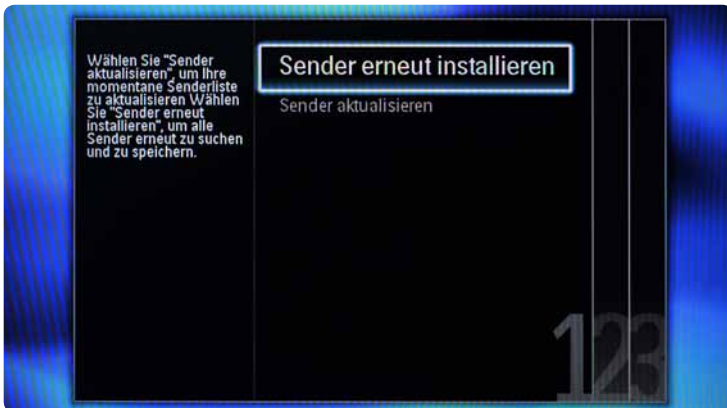 Wählen Sie "Sender
aktualisieren", um Ihre
momentane Senderliste
zu aktualisieren Wählen
Sie "Sender erneut
installieren", um alle
Sender erneut zu suchen
und zu speichern.
Sender erneut installieren
Sender aktualisieren
123